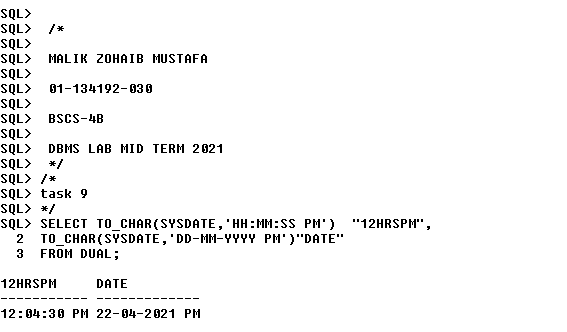 SQL>
SQL>  /*
SQL>
SQL>  MALIK ZOHAIB MUSTAFA
SQL>
SQL>  01-134192-030
SQL>
SQL>  BSCS-4B
SQL>
SQL>  DBMS LAB MID TERM 2021
SQL>  */
SQL> /*
SQL> task 9
SQL> */
SQL> SELECT TO_CHAR(SYSDATE,'HH:MM:SS PM')  "12HRSPM",
  2  TO_CHAR(SYSDATE,'DD-MM-YYYY PM')"DATE"
  3  FROM DUAL;

12HRSPM     DATE
----------- -------------
12:04:30 PM 22-04-2021 PM